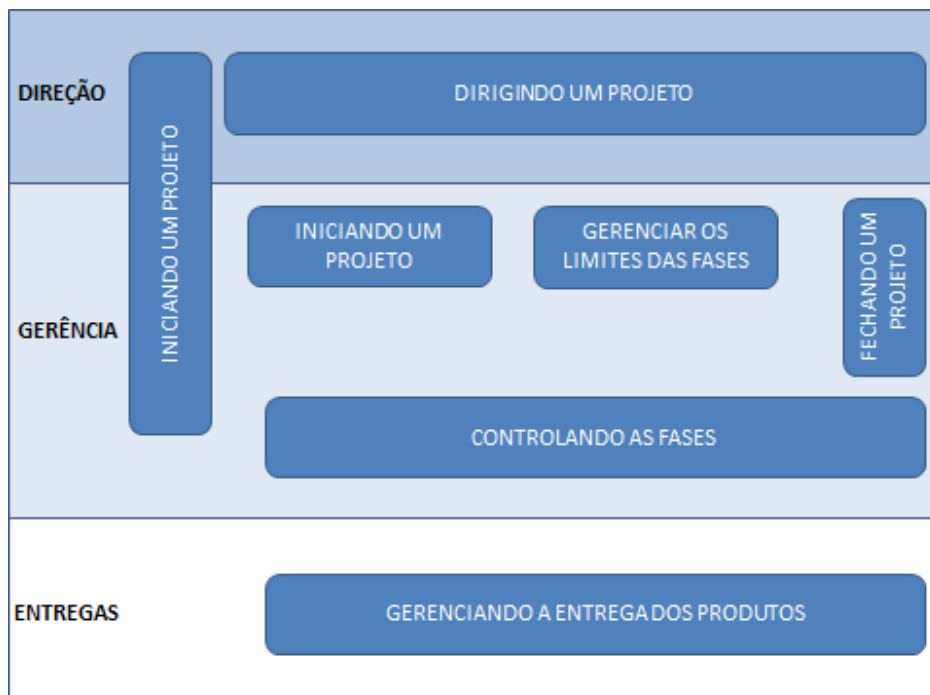 DIREÇÃO
INICIANDO UM PROJETO
DIRIGINDO UM PROJETO
GERÊNCIA
INICIANDO UM
PROJETO
GERENCIAR OS
LIMITES DAS FASES
FECHANDO UM
PROJETO
CONTROLANDO AS FASES
ENTREGAS
GERENCIANDO A ENTREGA DOS PRODUTOS